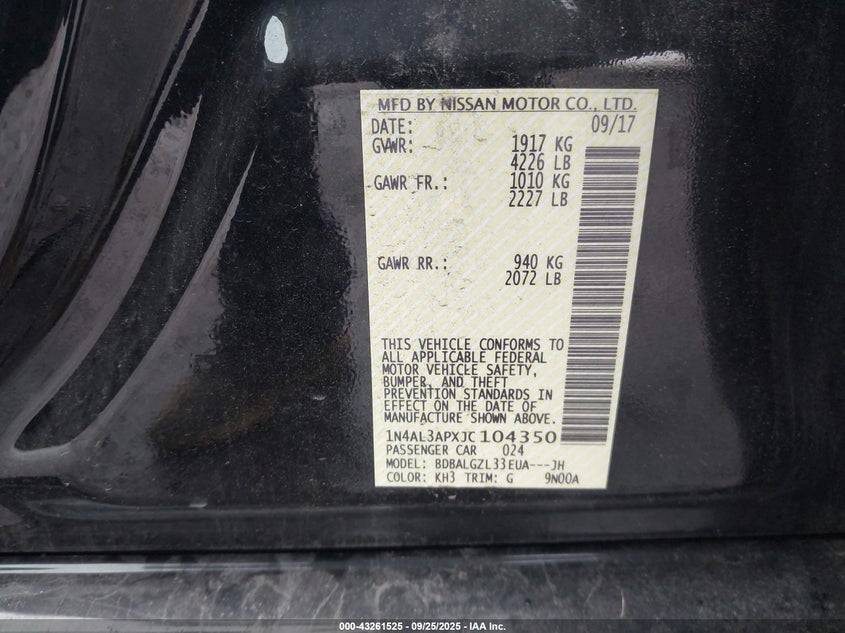 MFD BY NISSAN MOTOR CO., LTD.
DATE: 09/17
GVWR: 1917 KG
4226 LB
GAWR FR.: 1010 KG
2227 LB
GAWR RR.: 940 KG
2072 LB
THIS VEHICLE CONFORMS TO
ALL APPLICABLE FEDERAL
MOTOR VEHICLE SAFETY,
BUMPER, AND THEFT
PREVENTION STANDARDS IN
EFFECT ON THE DATE OF
MANUFACTURE SHOWN ABOVE.
1N4AL3APXJC104350
PASSENGER CAR 024
MODEL: BDBALGZL33EUA---JH
COLOR: KH3 TRIM: G 9N00A
000-43261525 - 09/25/2025 - IAA Inc.